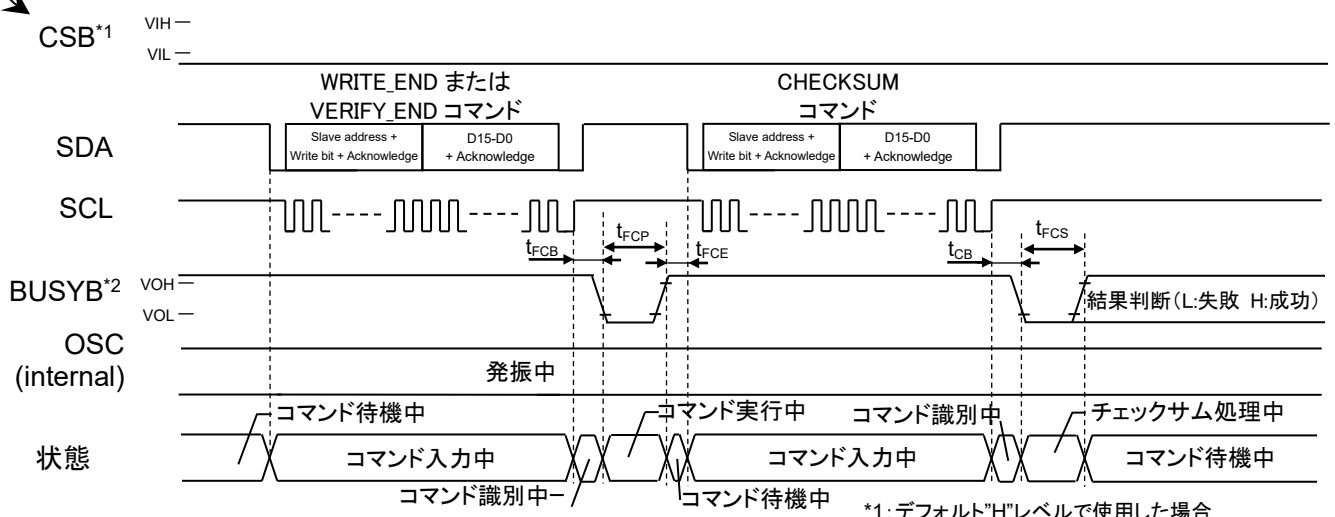 CSB*1
VIH
VIL
WRITE_END または
VERIFY_END コマンド
CHECKSUM
コマンド
SDA
Slave address +
Write bit + Acknowledge
D15-D0
+ Acknowledge
Slave address +
Write bit + Acknowledge
D15-D0
+ Acknowledge
SCL
tFCB
tFCP
tFCE
tCB
tFCS
BUSYB*2
VOH
VOL
結果判断(L:失敗 H:成功)
OSC
(internal)
発振中
コマンド待機中
コマンド実行中
コマンド識別中
チェックサム処理中
状態
コマンド入力中
コマンド入力中
コマンド待機中
コマンド識別中
コマンド待機中
*1:デフォルト"H"レベルで使用した場合